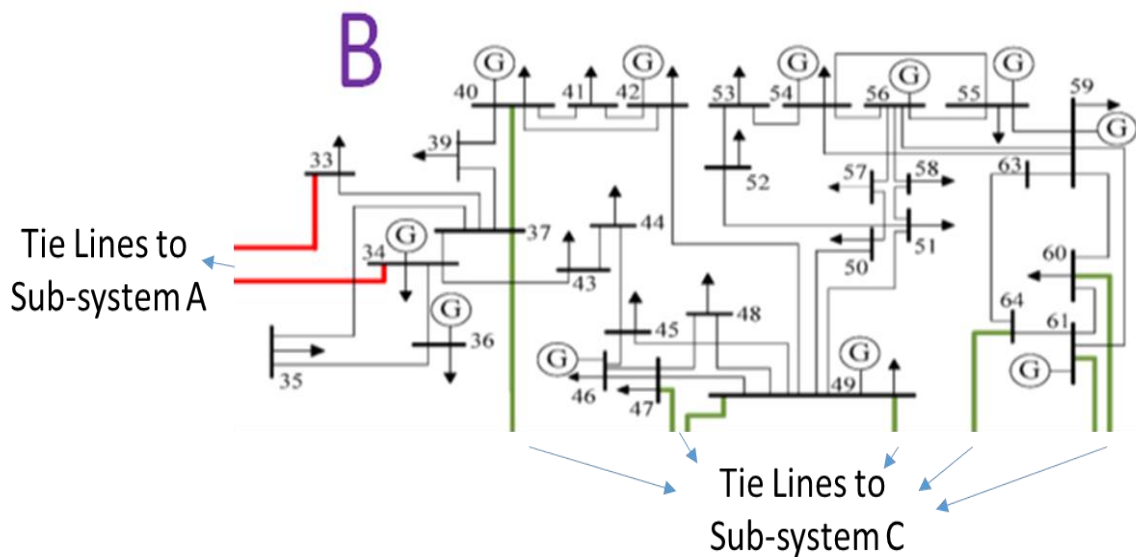 B
G G G G G
40 41 42 53 54 56 55 59
G
39
33 63
57 58
52
44
G 37
34 51
60
50
43
Tie Lines to
Sub-system A
G 64 61
48
36 45
G G
35 49 G
46
47
Tie Lines to
Sub-system C